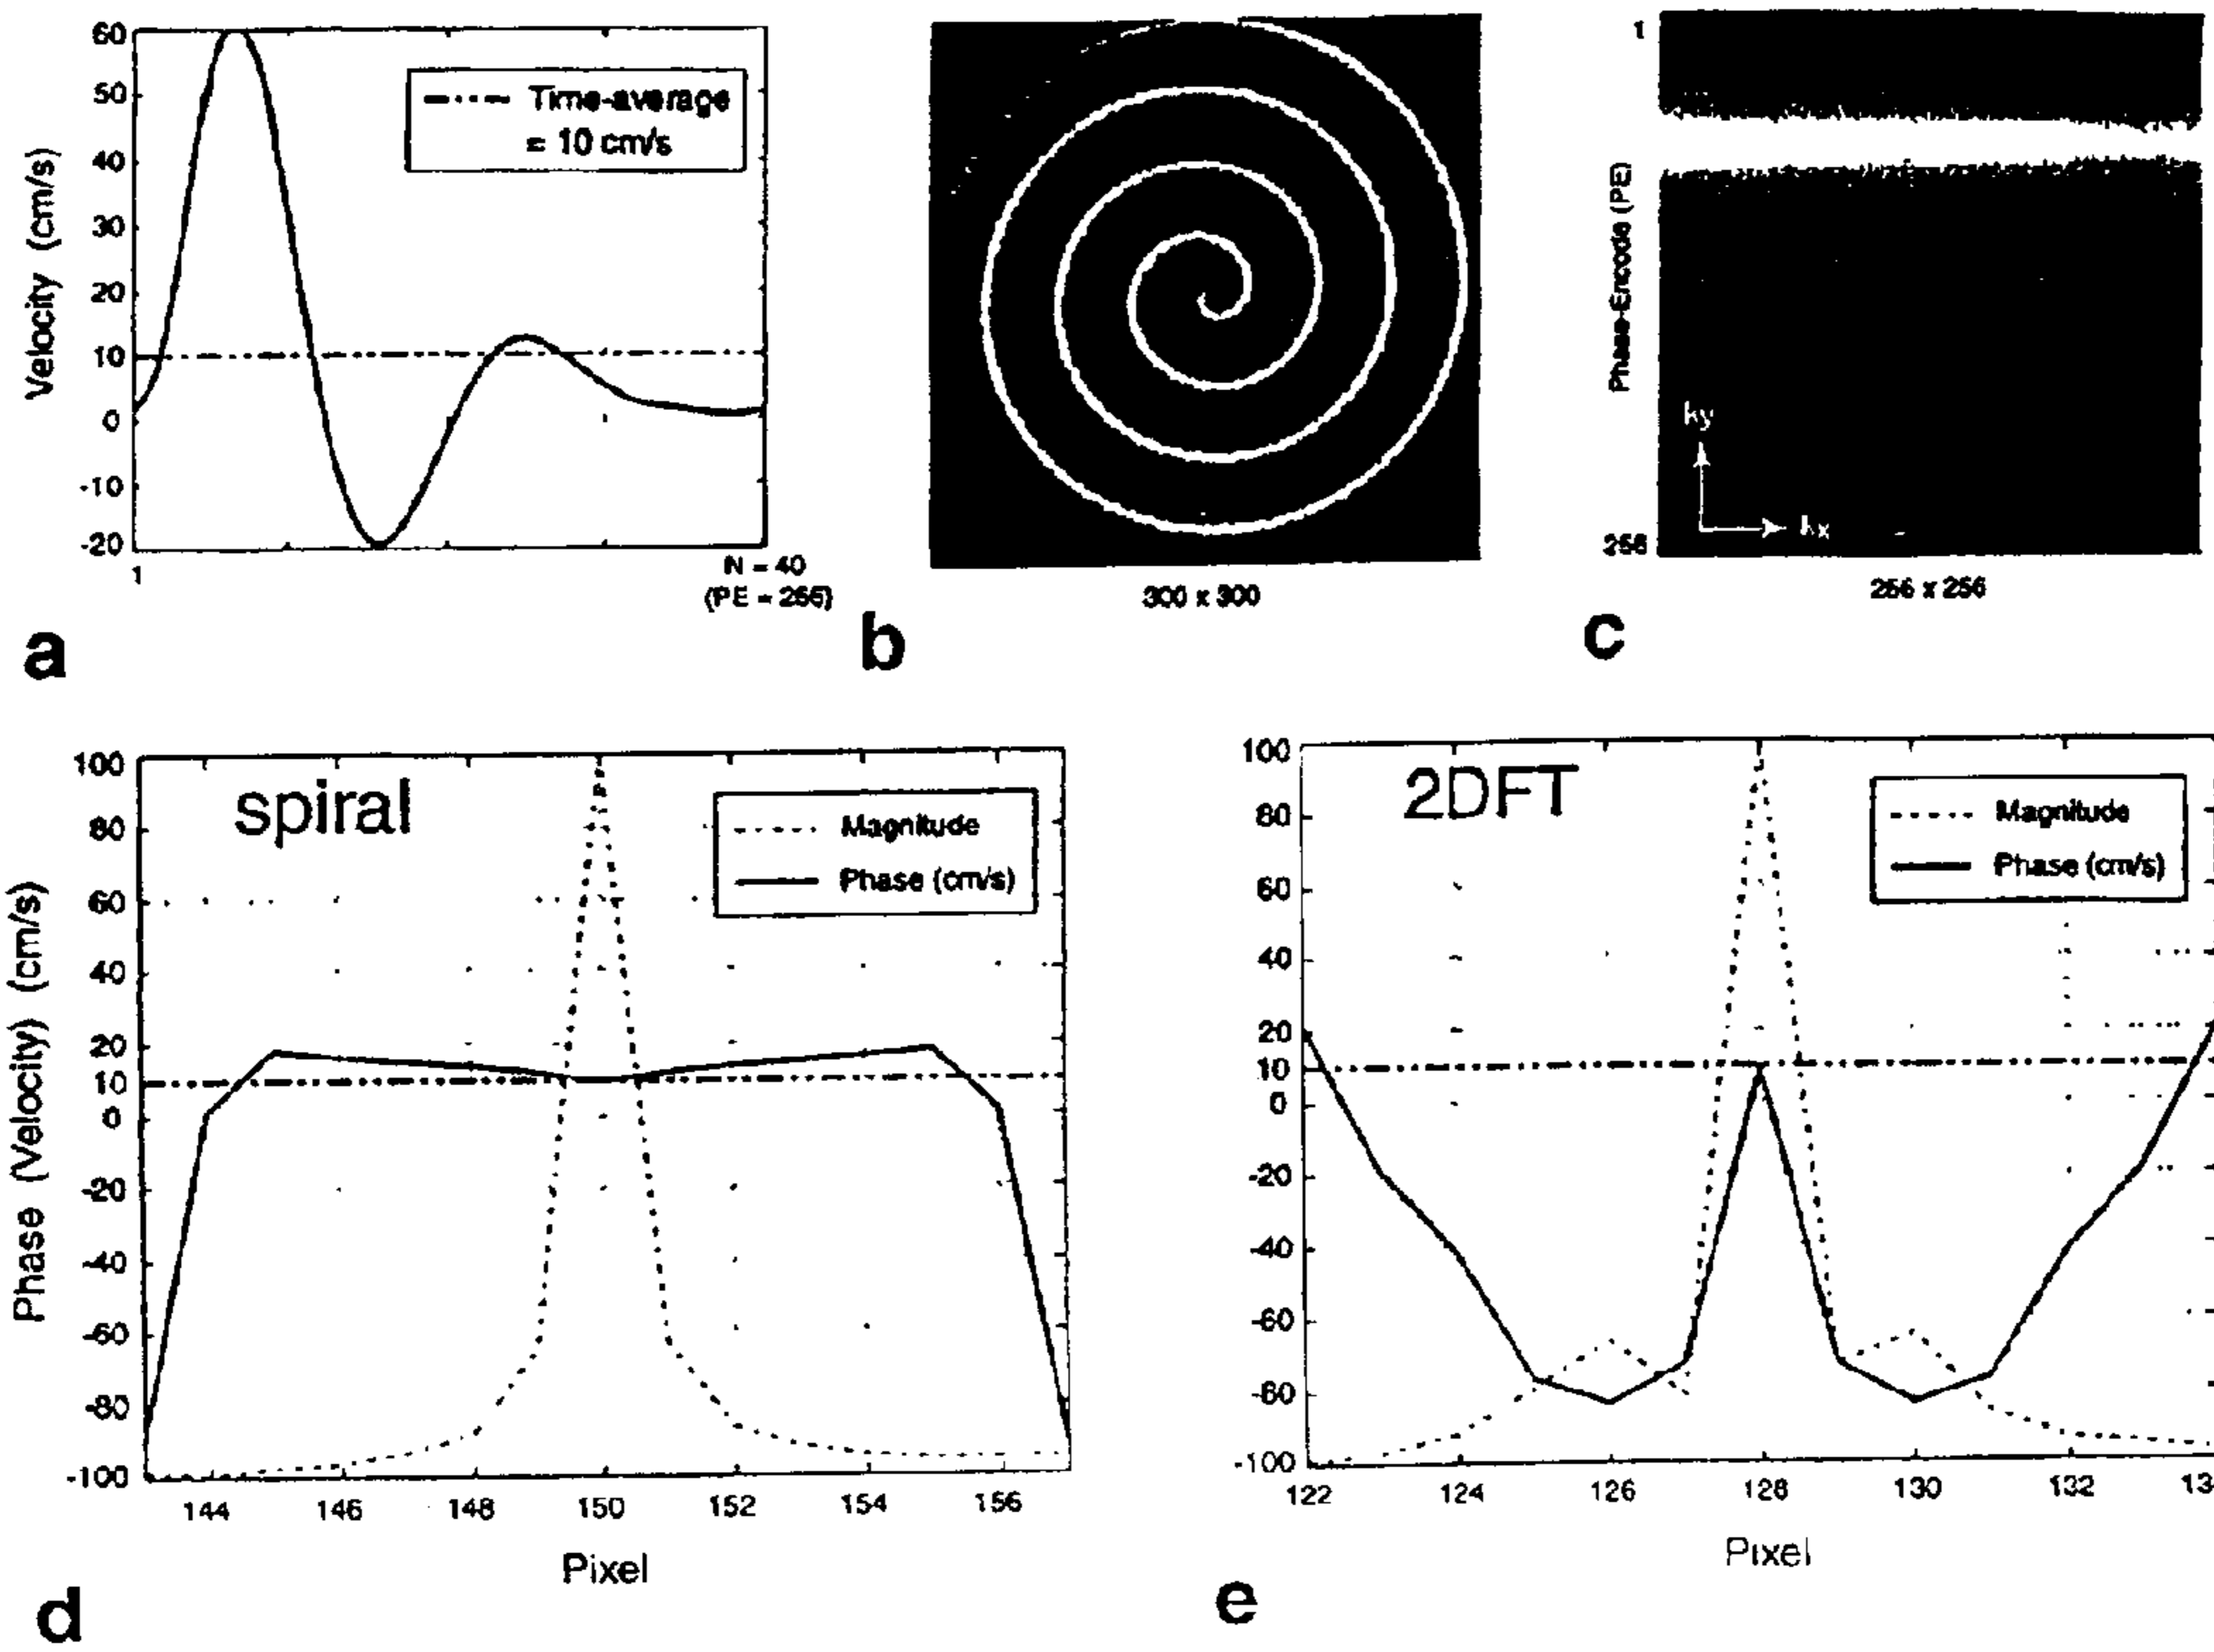 60
50
40
30
20
10
0
-10
-20
Velocity (cm/s)
Time-average
= 10 cm/s
1
N = 40
(PE = 256)
a
300 x 300
b
1
Phase-Encode (PE)
256
ky
kx
256 x 256
c
100
80
60
40
20
10
0
-20
-40
-60
-80
-100
Phase (Velocity) (cm/s)
spiral
Magnitude
Phase (cm/s)
144 146 148 150 152 154 156
Pixel
d
100
80
60
40
20
10
0
-20
-40
-60
-80
-100
2DFT
Magnitude
Phase (cm/s)
122 124 126 128 130 132
Pixel
e